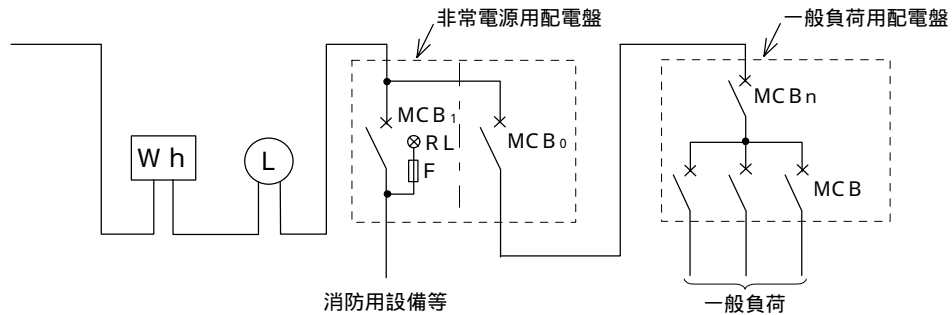 非常電源用配電盤
一般負荷用配電盤
Wh
L
MCB₁
RL
F
MCB₀
MCBn
MCB
消防用設備等
一般負荷